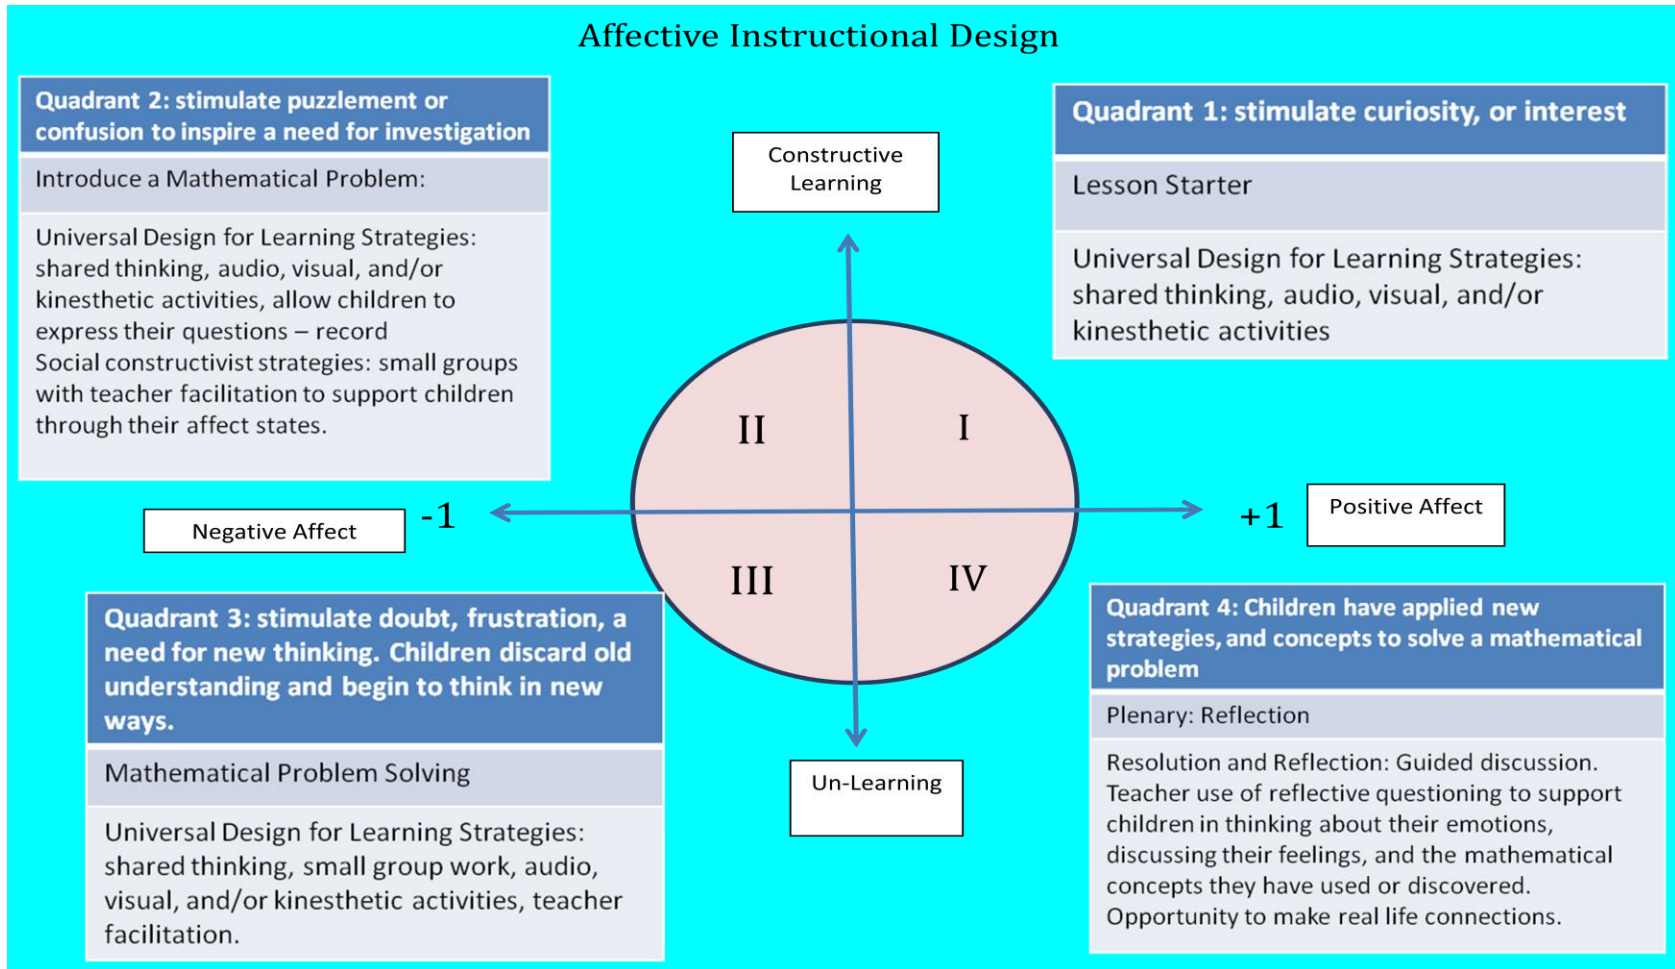 Affective Instructional Design
Quadrant 2: stimulate puzzlement or
confusion to inspire a need for investigation
Introduce a Mathematical Problem:
Universal Design for Learning Strategies:
shared thinking, audio, visual, and/or
kinesthetic activities, allow children to
express their questions – record
Social constructivist strategies: small groups
with teacher facilitation to support children
through their affect states.
Constructive
Learning
Quadrant 1: stimulate curiosity, or interest
Lesson Starter
Universal Design for Learning Strategies:
shared thinking, audio, visual, and/or
kinesthetic activities
II
I
Negative Affect
-1
+1
Positive Affect
III
IV
Quadrant 3: stimulate doubt, frustration, a
need for new thinking. Children discard old
understanding and begin to think in new
ways.
Mathematical Problem Solving
Universal Design for Learning Strategies:
shared thinking, small group work, audio,
visual, and/or kinesthetic activities, teacher
facilitation.
Un-Learning
Quadrant 4: Children have applied new
strategies, and concepts to solve a mathematical
problem
Plenary: Reflection
Resolution and Reflection: Guided discussion.
Teacher use of reflective questioning to support
children in thinking about their emotions,
discussing their feelings, and the mathematical
concepts they have used or discovered.
Opportunity to make real life connections.